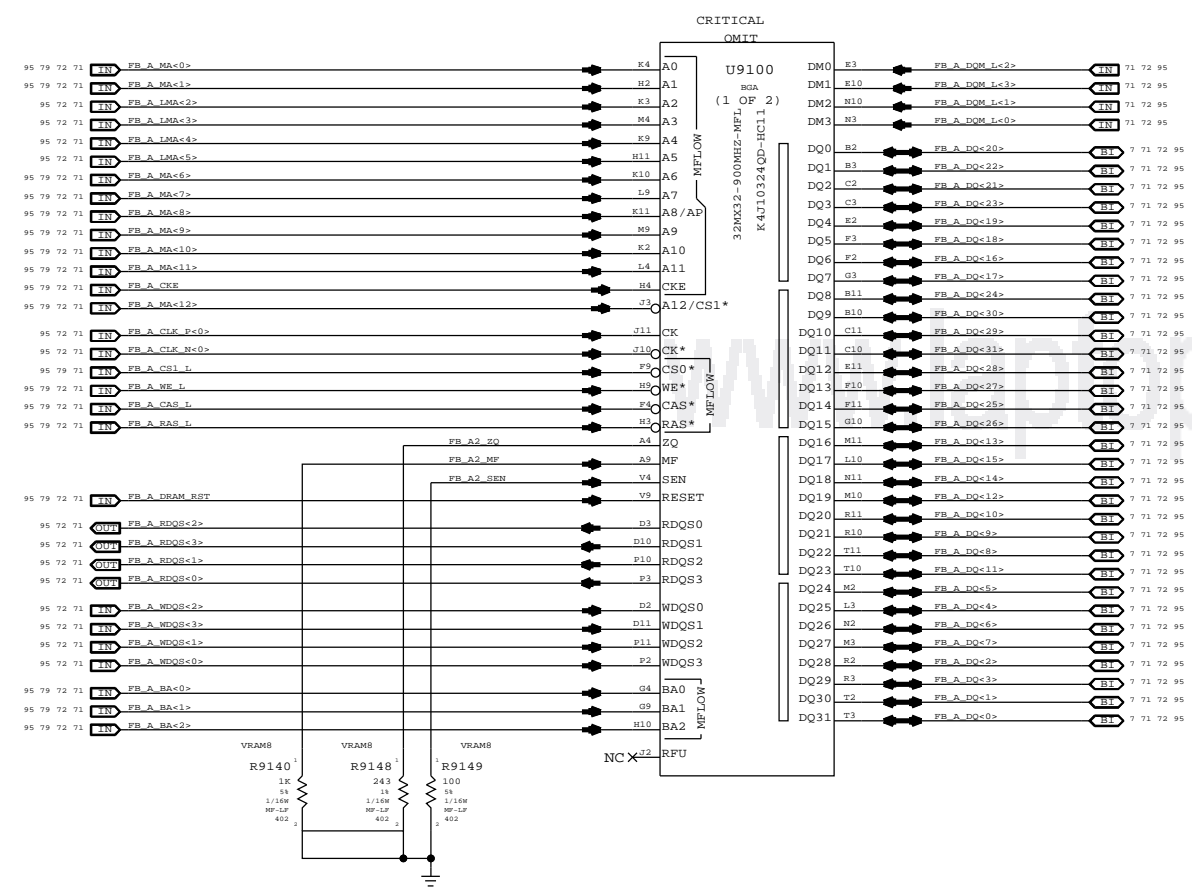 CRITICAL
OMIT
U9100
BGA
(1 OF 2)
32MX32-900MHZ-MFL
K4J10324QD-HC11
MFLOW
MFLOW
MFLOW
95 79 72 71 IN FB_A_MA<0> K4 A0
95 79 72 71 IN FB_A_MA<1> H2 A1
95 72 71 IN FB_A_LMA<2> K3 A2
95 72 71 IN FB_A_LMA<3> M4 A3
95 72 71 IN FB_A_LMA<4> K9 A4
95 72 71 IN FB_A_LMA<5> H11 A5
95 79 72 71 IN FB_A_MA<6> K10 A6
95 79 72 71 IN FB_A_MA<7> L9 A7
95 79 72 71 IN FB_A_MA<8> K11 A8/AP
95 79 72 71 IN FB_A_MA<9> M9 A9
95 79 72 71 IN FB_A_MA<10> K2 A10
95 79 72 71 IN FB_A_MA<11> L4 A11
95 79 72 71 IN FB_A_CKE H4 CKE
95 79 72 71 IN FB_A_MA<12> J3 A12/CS1*
95 72 71 IN FB_A_CLK_P<0> J11 CK
95 72 71 IN FB_A_CLK_N<0> J10 CK*
95 79 71 IN FB_A_CS1_L F9 CS0*
95 79 72 71 IN FB_A_WE_L H9 WE*
95 79 72 71 IN FB_A_CAS_L F4 CAS*
95 79 72 71 IN FB_A_RAS_L H3 RAS*
FB_A2_ZQ A4 ZQ
FB_A2_MF A9 MF
FB_A2_SEN V4 SEN
95 79 72 71 IN FB_A_DRAM_RST V9 RESET
95 72 71 OUT FB_A_RDQS<2> D3 RDQS0
95 72 71 OUT FB_A_RDQS<3> D10 RDQS1
95 72 71 OUT FB_A_RDQS<1> P10 RDQS2
95 72 71 OUT FB_A_RDQS<0> P3 RDQS3
95 72 71 IN FB_A_WDQS<2> D2 WDQS0
95 72 71 IN FB_A_WDQS<3> D11 WDQS1
95 72 71 IN FB_A_WDQS<1> P11 WDQS2
95 72 71 IN FB_A_WDQS<0> P2 WDQS3
95 79 72 71 IN FB_A_BA<0> G4 BA0
95 79 72 71 IN FB_A_BA<1> G9 BA1
95 79 72 71 IN FB_A_BA<2> H10 BA2
NC J2 RFU
DM0 E3 FB_A_DQM_L<2> IN 71 72 95
DM1 E10 FB_A_DQM_L<3> IN 71 72 95
DM2 N10 FB_A_DQM_L<1> IN 71 72 95
DM3 N3 FB_A_DQM_L<0> IN 71 72 95
DQ0 B2 FB_A_DQ<20> BI 7 71 72 95
DQ1 B3 FB_A_DQ<22> BI 7 71 72 95
DQ2 C2 FB_A_DQ<21> BI 7 71 72 95
DQ3 C3 FB_A_DQ<23> BI 7 71 72 95
DQ4 E2 FB_A_DQ<19> BI 7 71 72 95
DQ5 F3 FB_A_DQ<18> BI 7 71 72 95
DQ6 F2 FB_A_DQ<16> BI 7 71 72 95
DQ7 G3 FB_A_DQ<17> BI 7 71 72 95
DQ8 B11 FB_A_DQ<24> BI 7 71 72 95
DQ9 B10 FB_A_DQ<30> BI 7 71 72 95
DQ10 C11 FB_A_DQ<29> BI 7 71 72 95
DQ11 C10 FB_A_DQ<31> BI 7 71 72 95
DQ12 E11 FB_A_DQ<28> BI 7 71 72 95
DQ13 F10 FB_A_DQ<27> BI 7 71 72 95
DQ14 F11 FB_A_DQ<25> BI 7 71 72 95
DQ15 G10 FB_A_DQ<26> BI 7 71 72 95
DQ16 M11 FB_A_DQ<13> BI 7 71 72 95
DQ17 L10 FB_A_DQ<15> BI 7 71 72 95
DQ18 N11 FB_A_DQ<14> BI 7 71 72 95
DQ19 M10 FB_A_DQ<12> BI 7 71 72 95
DQ20 R11 FB_A_DQ<10> BI 7 71 72 95
DQ21 R10 FB_A_DQ<9> BI 7 71 72 95
DQ22 T11 FB_A_DQ<8> BI 7 71 72 95
DQ23 T10 FB_A_DQ<11> BI 7 71 72 95
DQ24 M2 FB_A_DQ<5> BI 7 71 72 95
DQ25 L3 FB_A_DQ<4> BI 7 71 72 95
DQ26 N2 FB_A_DQ<6> BI 7 71 72 95
DQ27 M3 FB_A_DQ<7> BI 7 71 72 95
DQ28 R2 FB_A_DQ<2> BI 7 71 72 95
DQ29 R3 FB_A_DQ<3> BI 7 71 72 95
DQ30 T2 FB_A_DQ<1> BI 7 71 72 95
DQ31 T3 FB_A_DQ<0> BI 7 71 72 95
VRAM8 VRAM8 VRAM8
1 1 1
R9140 R9148 R9149
1K 243 100
5% 1% 5%
1/16W 1/16W 1/16W
MF-LF MF-LF MF-LF
402 402 402
2 2 2